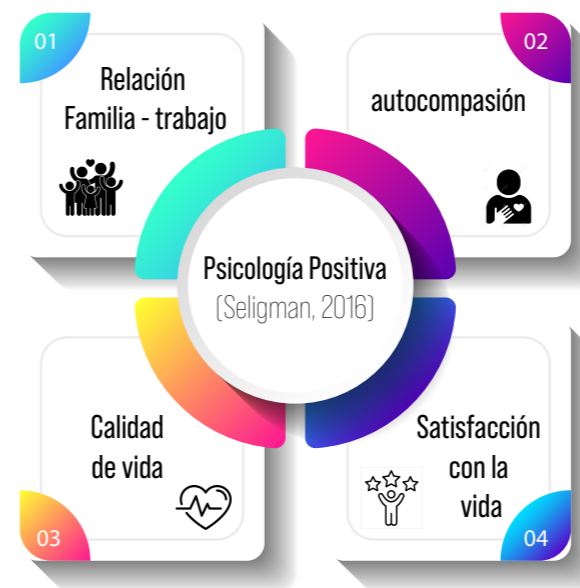 01
Relación
Familia - trabajo
02
autocompasión
Psicología Positiva
(Seligman, 2016)
Calidad
de vida
03
Satisfacción
con la
vida
04